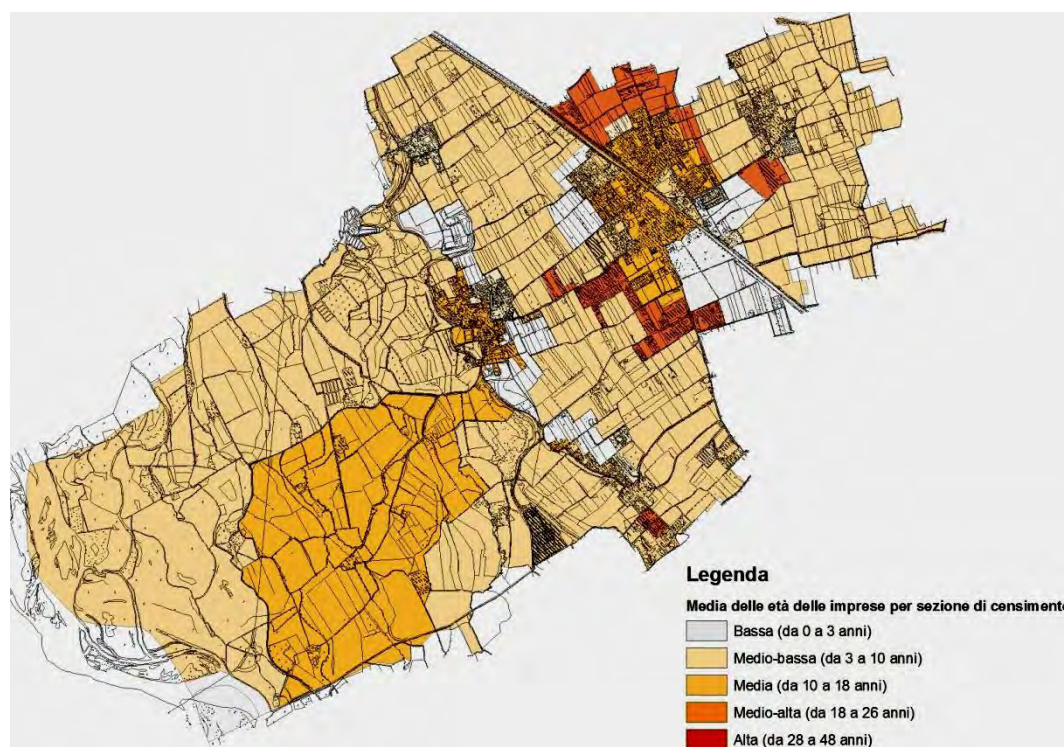 Legenda
Media delle età delle imprese per sezione di censimento
Bassa (da 0 a 3 anni)
Medio-bassa (da 3 a 10 anni)
Media (da 10 a 18 anni)
Medio-alta (da 18 a 26 anni)
Alta (da 28 a 48 anni)